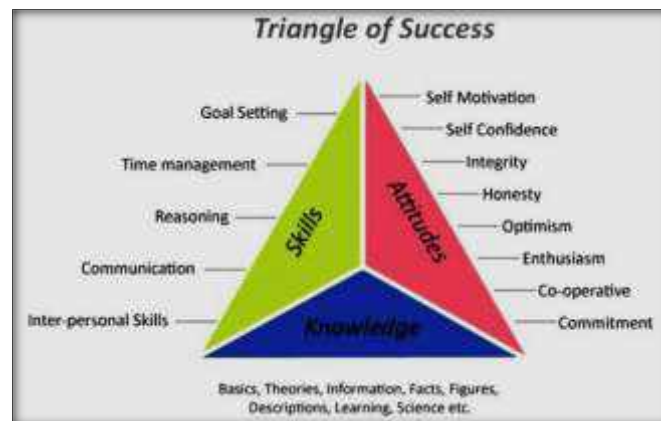 Triangle of Success
Goal Setting
Time management
Reasoning
Communication
Inter-personal Skills
Skills
Attitudes
Self Motivation
Self Confidence
Integrity
Honesty
Optimism
Enthusiasm
Co-operative
Commitment
Knowledge
Basics, Theories, Information, Facts, Figures,
Descriptions, Learning, Science etc.